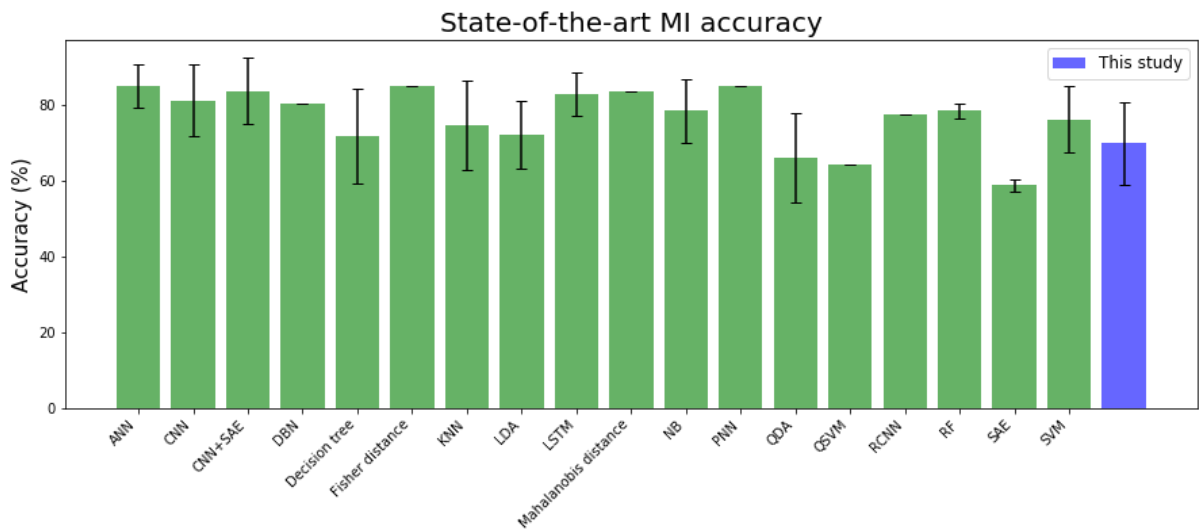 State-of-the-art MI accuracy
This study
Accuracy (%)
80
60
40
20
0
ANN
CNN
CNN+SAE
DBN
Decision tree
Fisher distance
KNN
LDA
LSTM
Mahalanobis distance
NB
PNN
QDA
QSVM
RCNN
RF
SAE
SVM